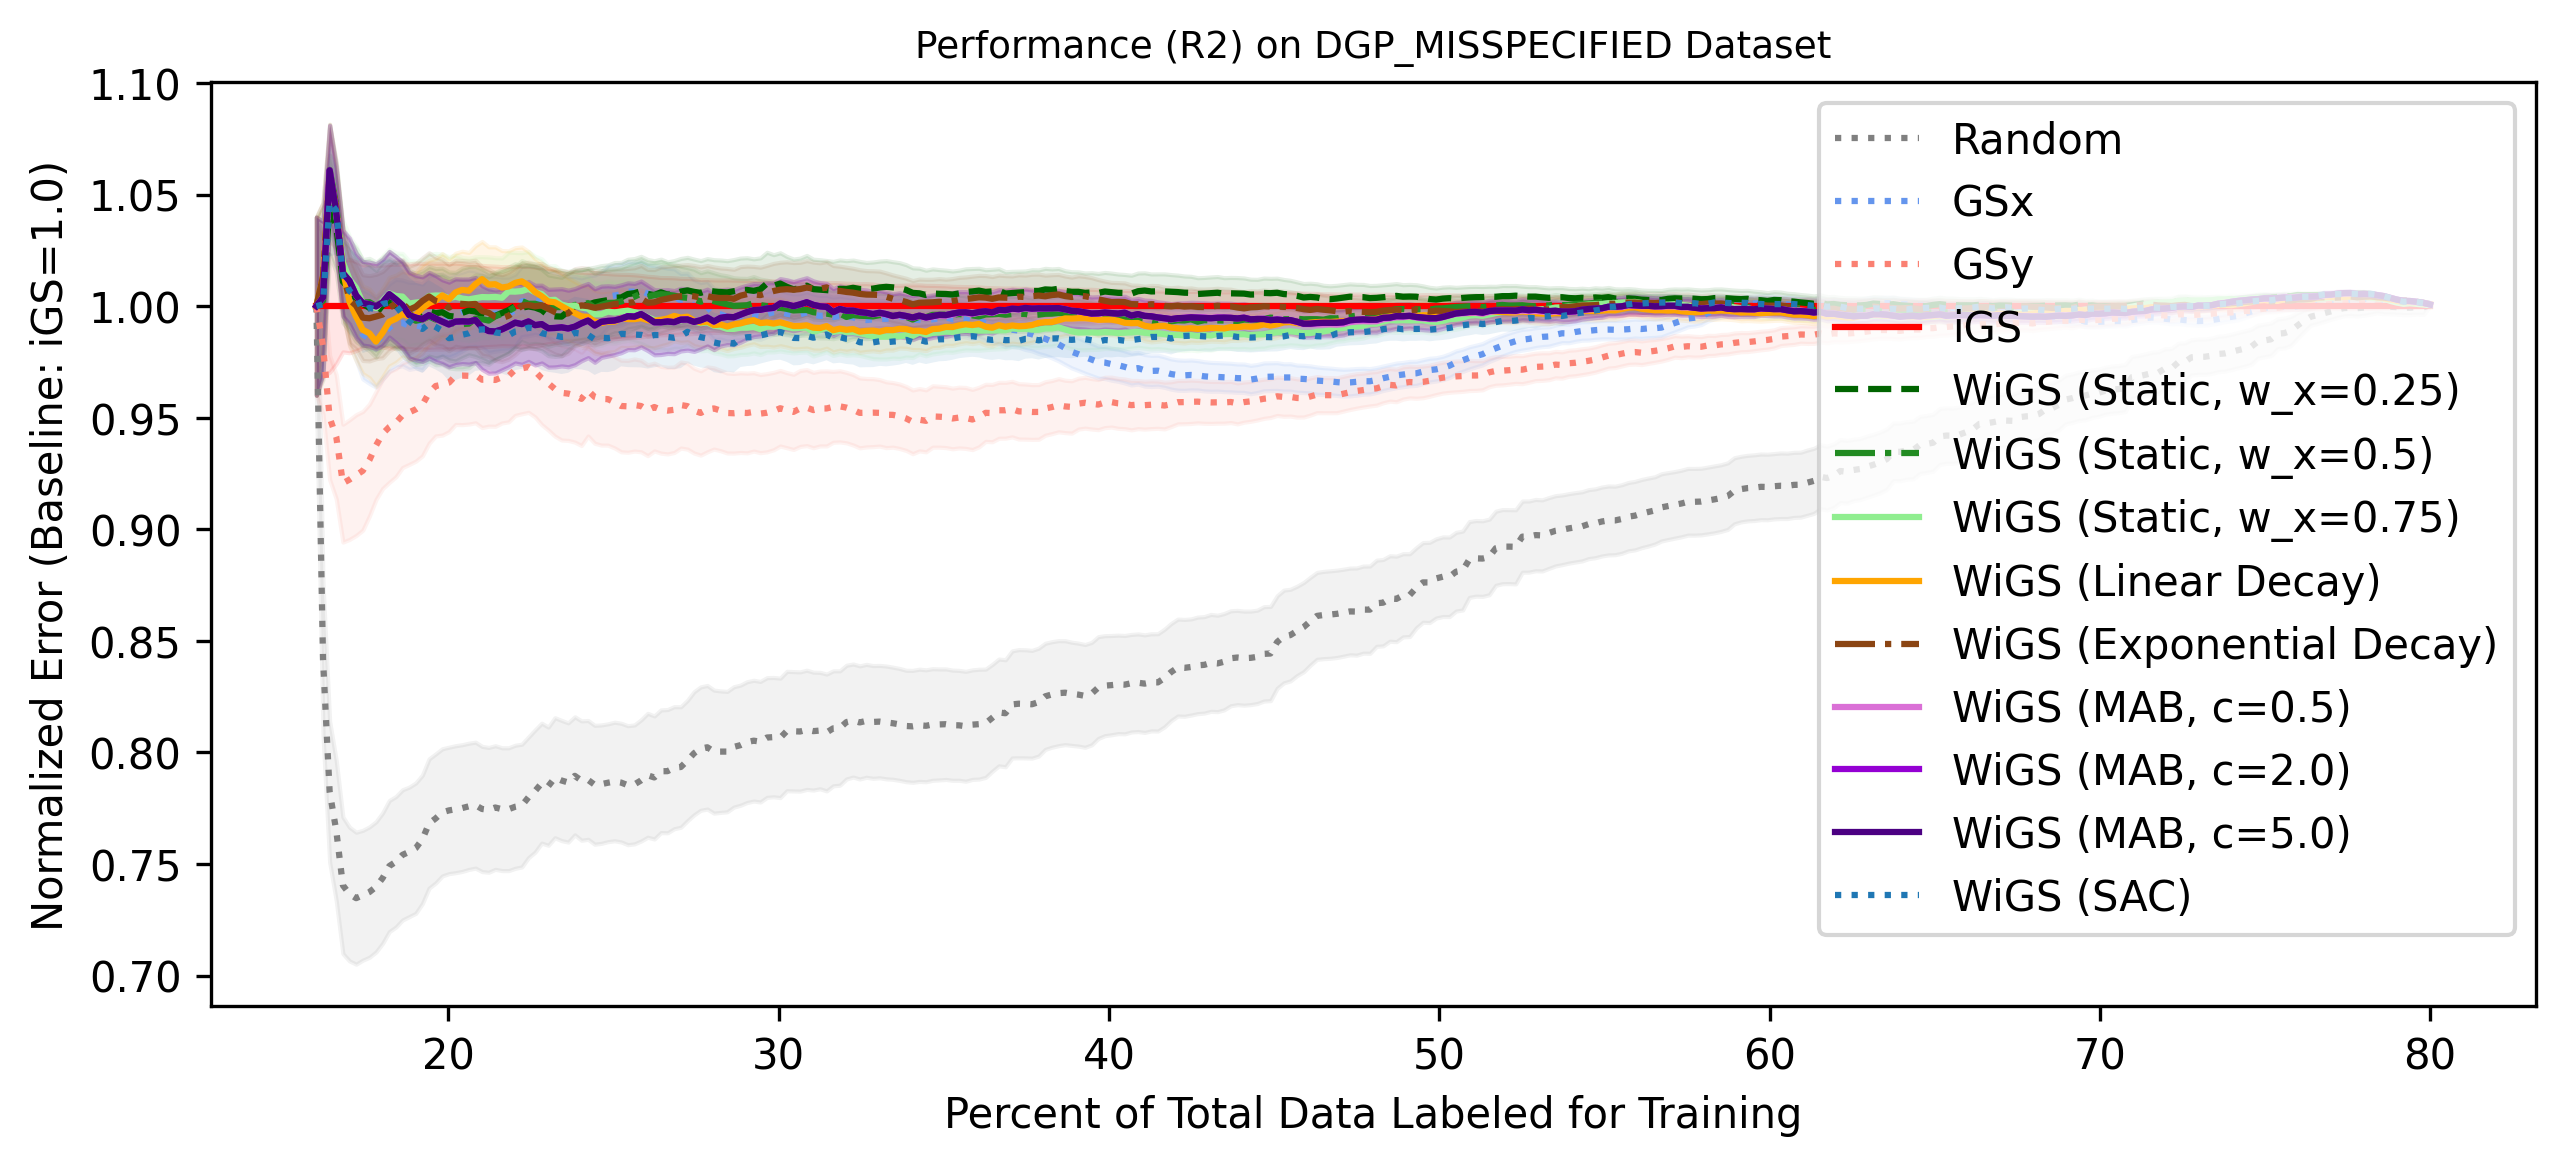 Performance (R2) on DGP_MISSPECIFIED Dataset
Normalized Error (Baseline: iGS=1.0)
1.10
1.05
1.00
0.95
0.90
0.85
0.80
0.75
0.70
Random
GSx
GSy
iGS
WiGS (Static, w_x=0.25)
WiGS (Static, w_x=0.5)
WiGS (Static, w_x=0.75)
WiGS (Linear Decay)
WiGS (Exponential Decay)
WiGS (MAB, c=0.5)
WiGS (MAB, c=2.0)
WiGS (MAB, c=5.0)
WiGS (SAC)
20 30 40 50 60 70 80
Percent of Total Data Labeled for Training